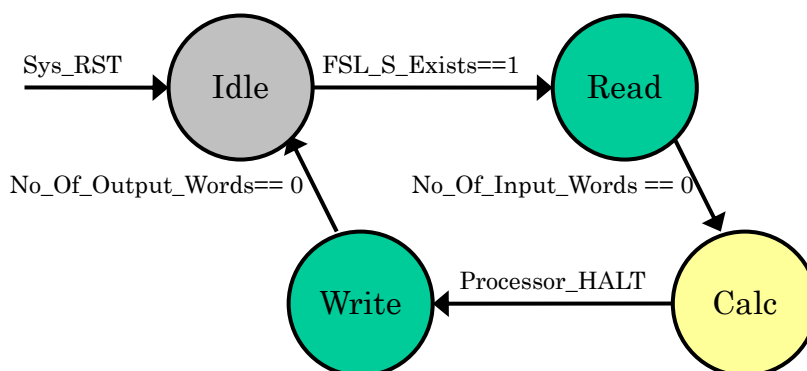 Sys_RST
FSL_S_Exists==1
Idle
Read
No_Of_Output_Words== 0
No_Of_Input_Words == 0
Processor_HALT
Write
Calc